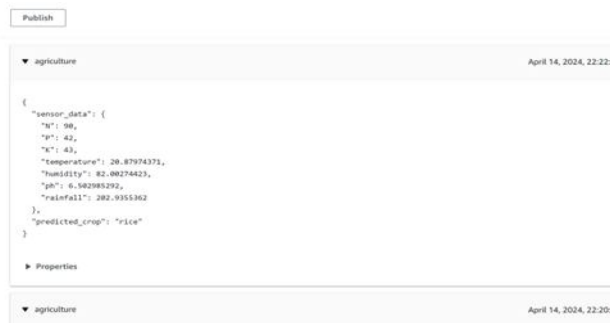 Publish
agriculture April 14, 2024, 22:22:
{
"sensor_data": {
"N": 90,
"P": 42,
"K": 43,
"temperature": 20.87974371,
"humidity": 82.00274423,
"ph": 6.502985292,
"rainfall": 202.9355362
},
"predicted_crop": "rice"
}
Properties
agriculture April 14, 2024, 22:20: